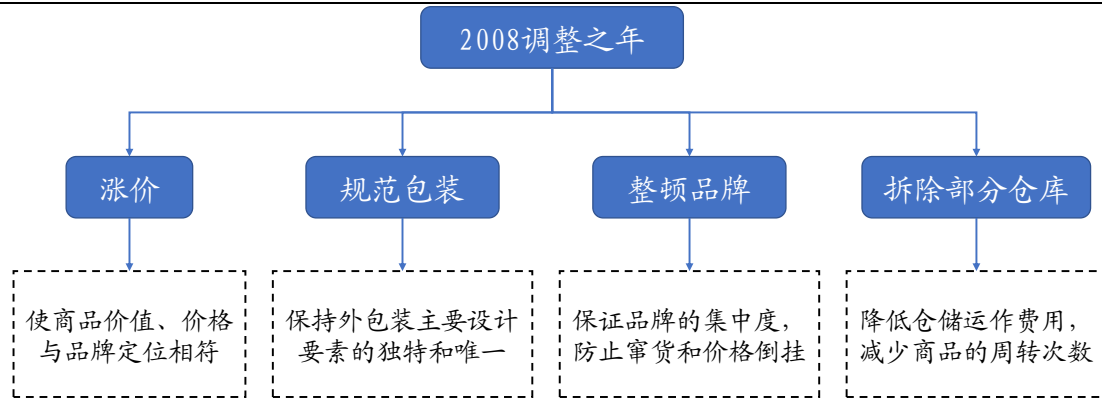 2008调整之年
涨价
规范包装
整顿品牌
拆除部分仓库
使商品价值、价格
与品牌定位相符
保持外包装主要设计
要素的独特和唯一
保证品牌的集中度，
防止窜货和价格倒挂
降低仓储运作费用，
减少商品的周转次数